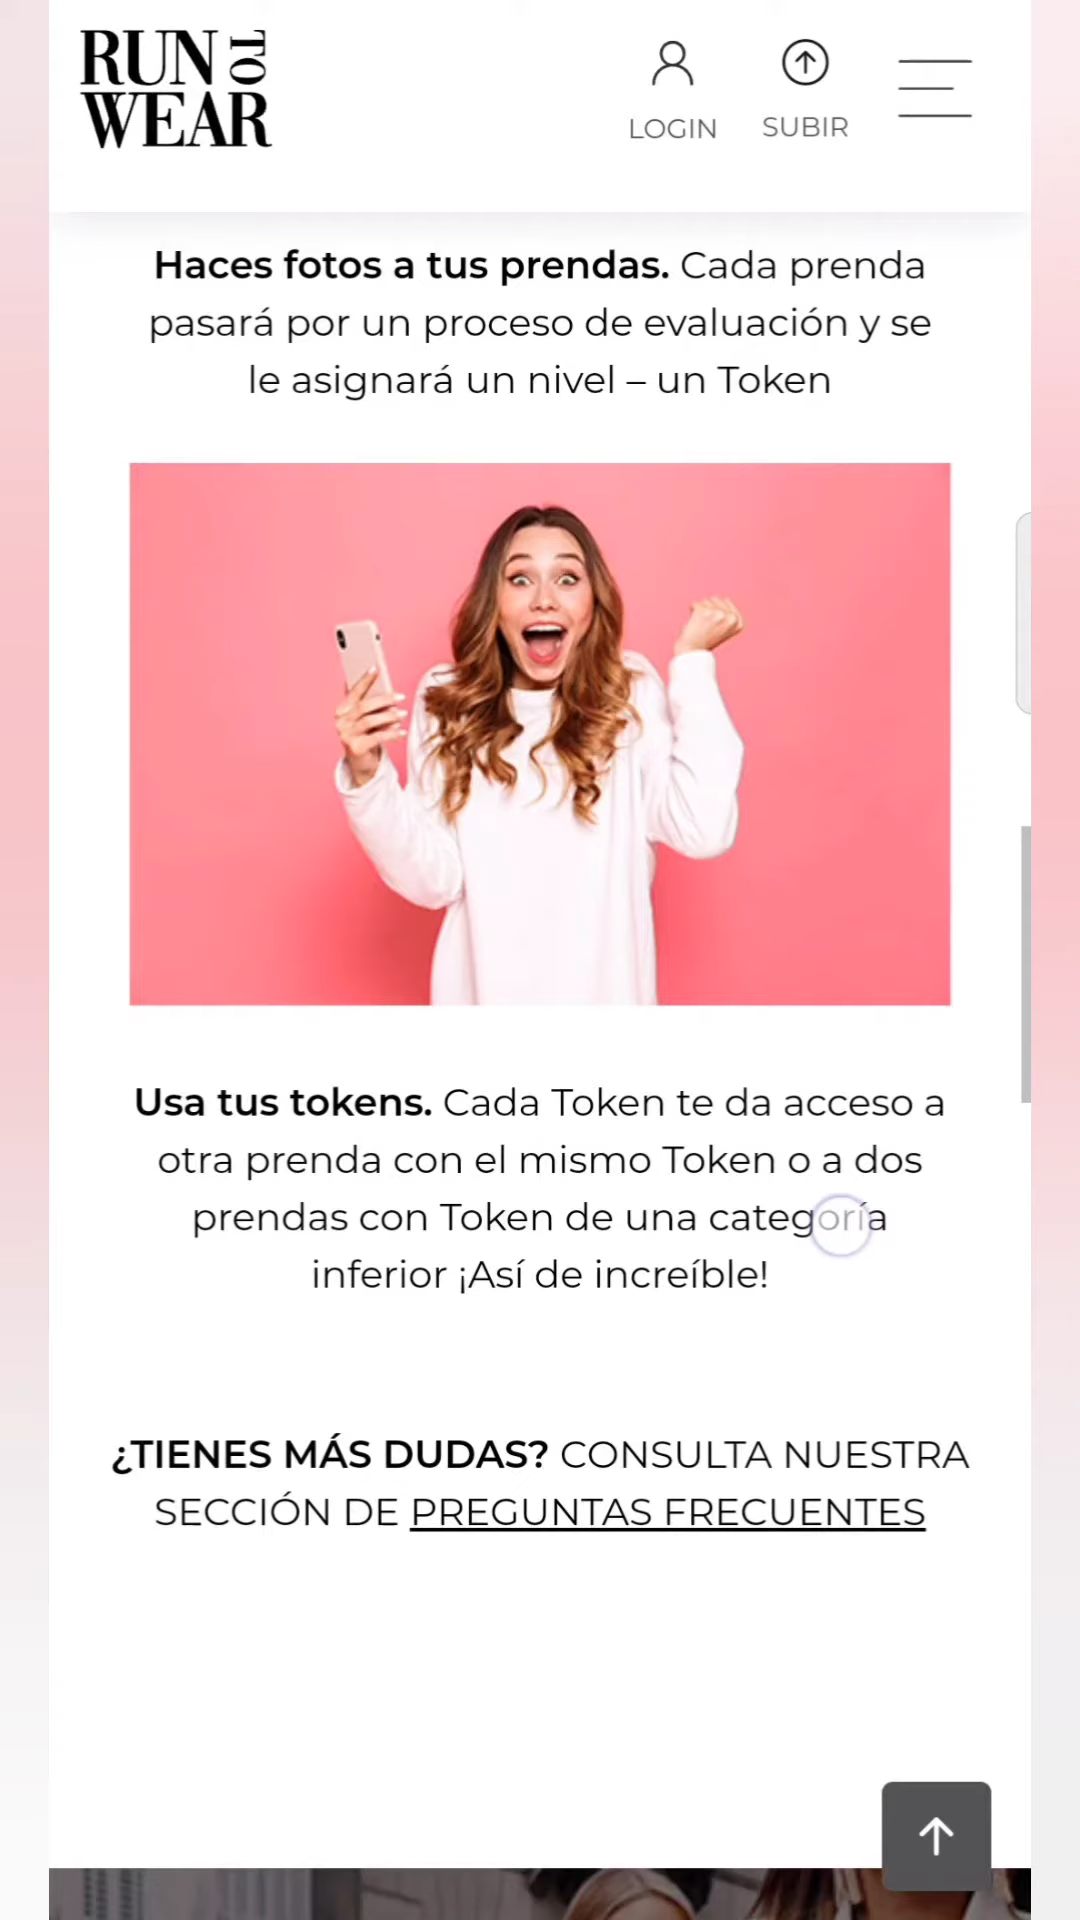 RUN TO
WEAR
LOGIN
SUBIR
Haces fotos a tus prendas. Cada prenda
pasará por un proceso de evaluación y se
le asignará un nivel – un Token
Usa tus tokens. Cada Token te da acceso a
otra prenda con el mismo Token o a dos
prendas con Token de una categoría
inferior ¡Así de increíble!
¿TIENES MÁS DUDAS? CONSULTA NUESTRA
SECCIÓN DE PREGUNTAS FRECUENTES